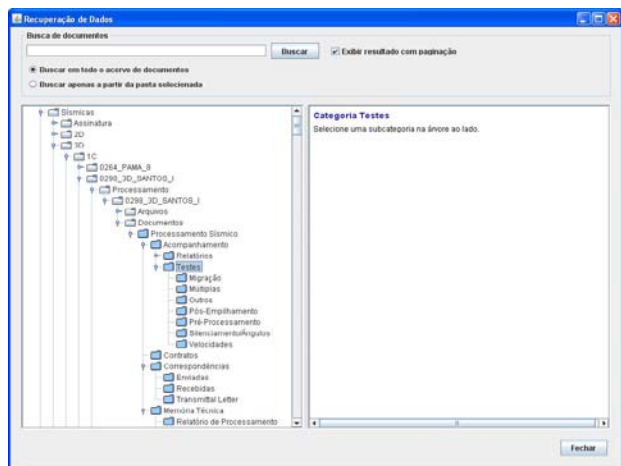 Recuperação de Dados
Busca de documentos
Buscar
Exibir resultado com paginação
Buscar em todo o acervo de documentos
Buscar apenas a partir da pasta selecionada
Sísmicas
Assinatura
2D
3D
1C
0264_PAMA_8
0298_3D_SANTOS_I
Processamento
0298_3D_SANTOS_I
Arquivos
Documentos
Processamento Sísmico
Acompanhamento
Relatórios
Testes
Migração
Múltiplas
Outros
Pós-Empilhamento
Pré-Processamento
Silenciamento/Ângulos
Velocidades
Contratos
Correspondências
Enviadas
Recebidas
Transmittal Letter
Memória Técnica
Relatório de Processamento
Categoria Testes
Selecione uma subcategoria na árvore ao lado.
Fechar